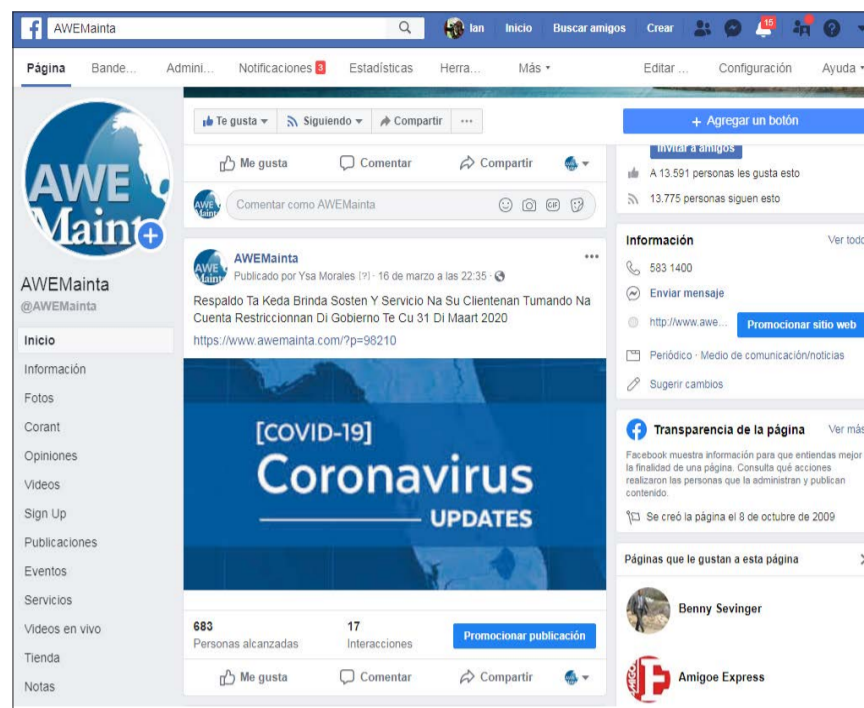 AWEMainta
Ian
Inicio
Buscar amigos
Crear
15
Página
Bande...
Admini...
Notificaciones 3
Estadísticas
Herra...
Más
Editar ...
Configuración
Ayuda
AWE
Mainta
AWEMainta
@AWEMainta
Inicio
Información
Fotos
Corant
Opiniones
Videos
Sign Up
Publicaciones
Eventos
Servicios
Videos en vivo
Tienda
Notas
Te gusta
Siguiendo
Compartir
...
Me gusta
Comentar
Compartir
Comentar como AWEMainta
GIF
AWEMainta
Publicado por Ysa Morales [?] · 16 de marzo a las 22:35 ·
Respaldo Ta Keda Brinda Sosten Y Servicio Na Su Clientenan Tumando Na
Cuenta Restriccionnan Di Gobierno Te Cu 31 Di Maart 2020
https://www.awemainta.com/?p=98210
[COVID-19]
Coronavirus
UPDATES
683
Personas alcanzadas
17
Interacciones
Promocionar publicación
Me gusta
Comentar
Compartir
+ Agregar un botón
Invitar a amigos
A 13.591 personas les gusta esto
13.775 personas siguen esto
Información
Ver todo
583 1400
Enviar mensaje
http://www.awe...
Promocionar sitio web
Periódico · Medio de comunicación/noticias
Sugerir cambios
Transparencia de la página
Ver más
Facebook muestra información para que entiendas mejor
la finalidad de una página. Consulta qué acciones
realizaron las personas que la administran y publican
contenido.
Se creó la página el 8 de octubre de 2009
Páginas que le gustan a esta página
Benny Sevinger
Amigoe Express